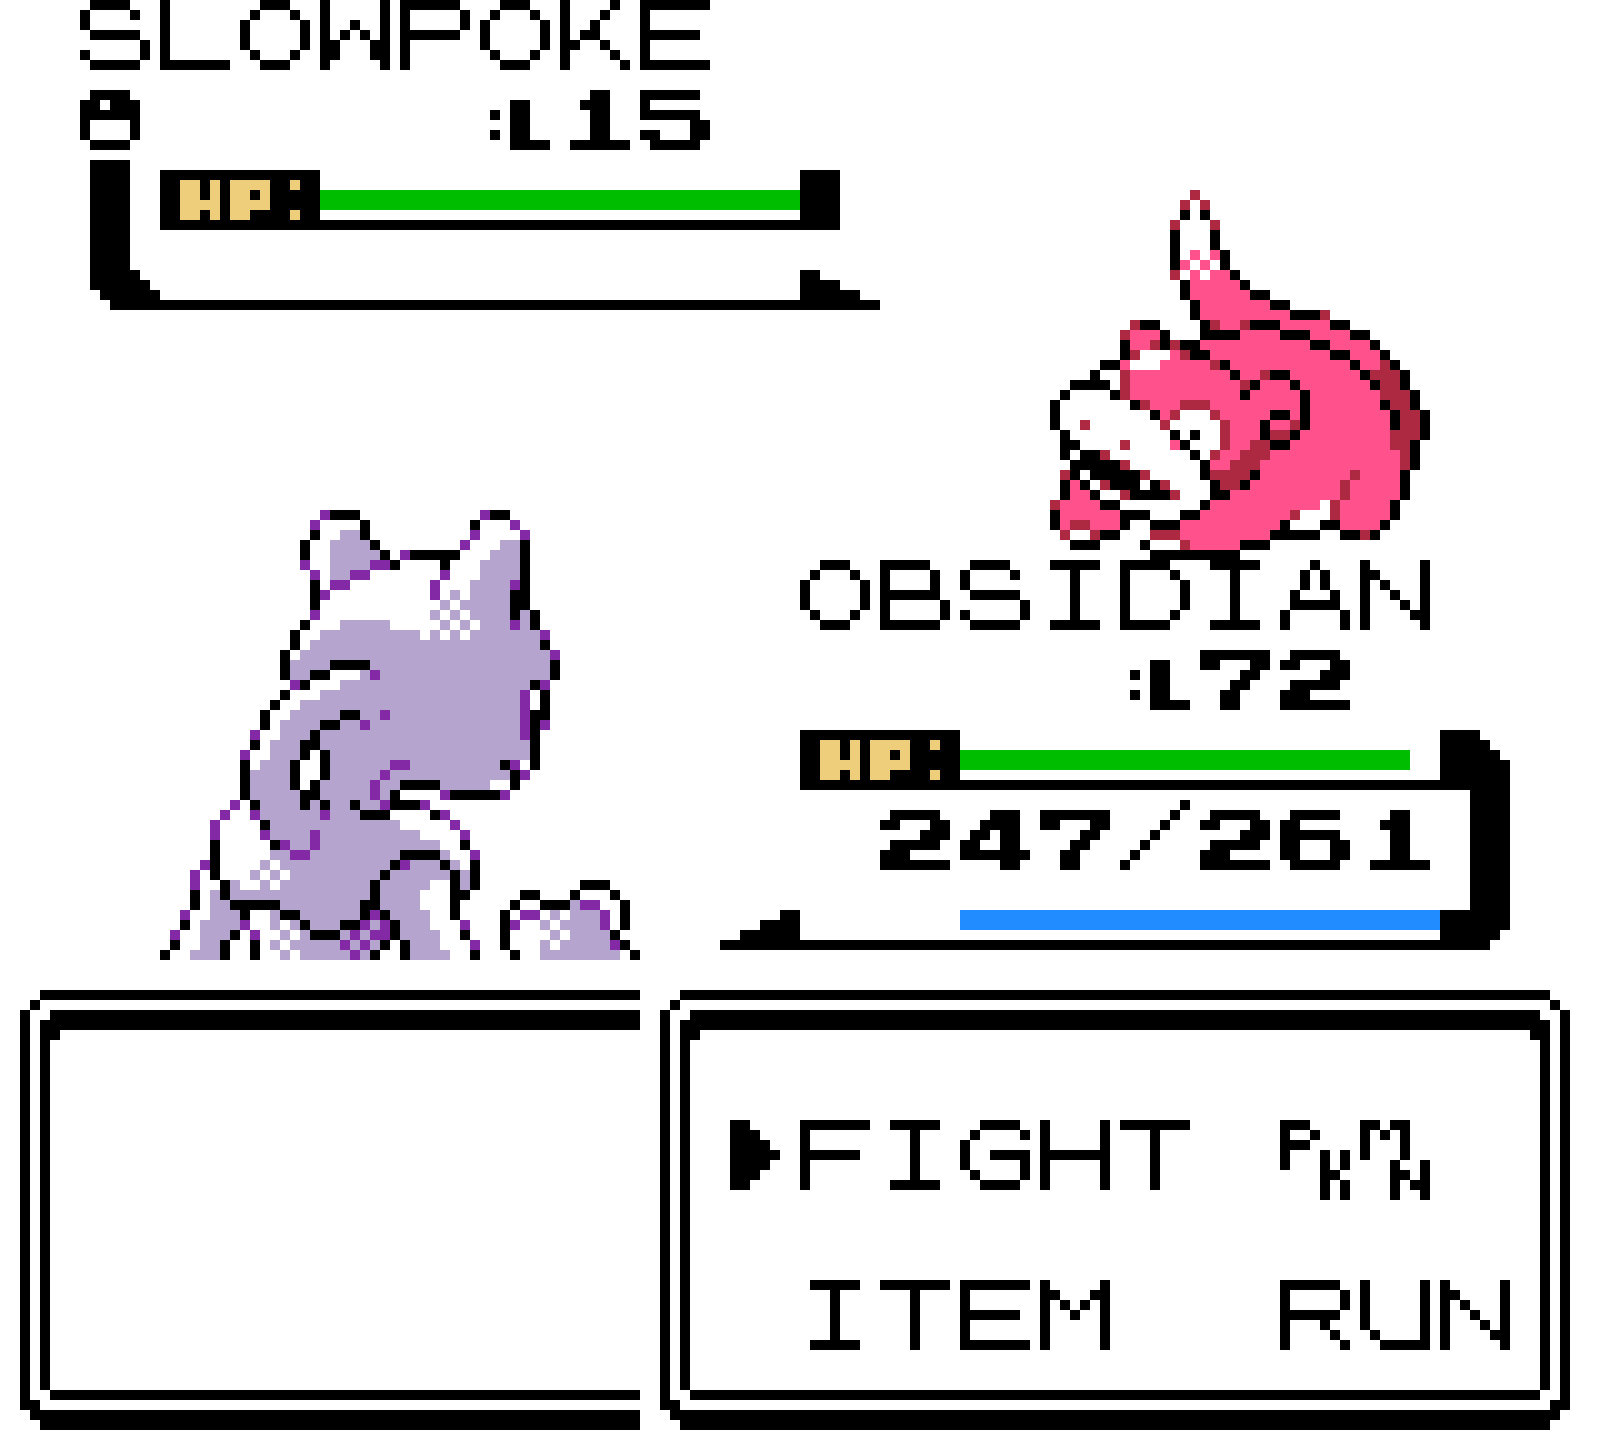 SLOWPOKE
:L15
HP:
OBSIDIAN
:L72
HP:
247/261
▶FIGHT PKMN
ITEM RUN